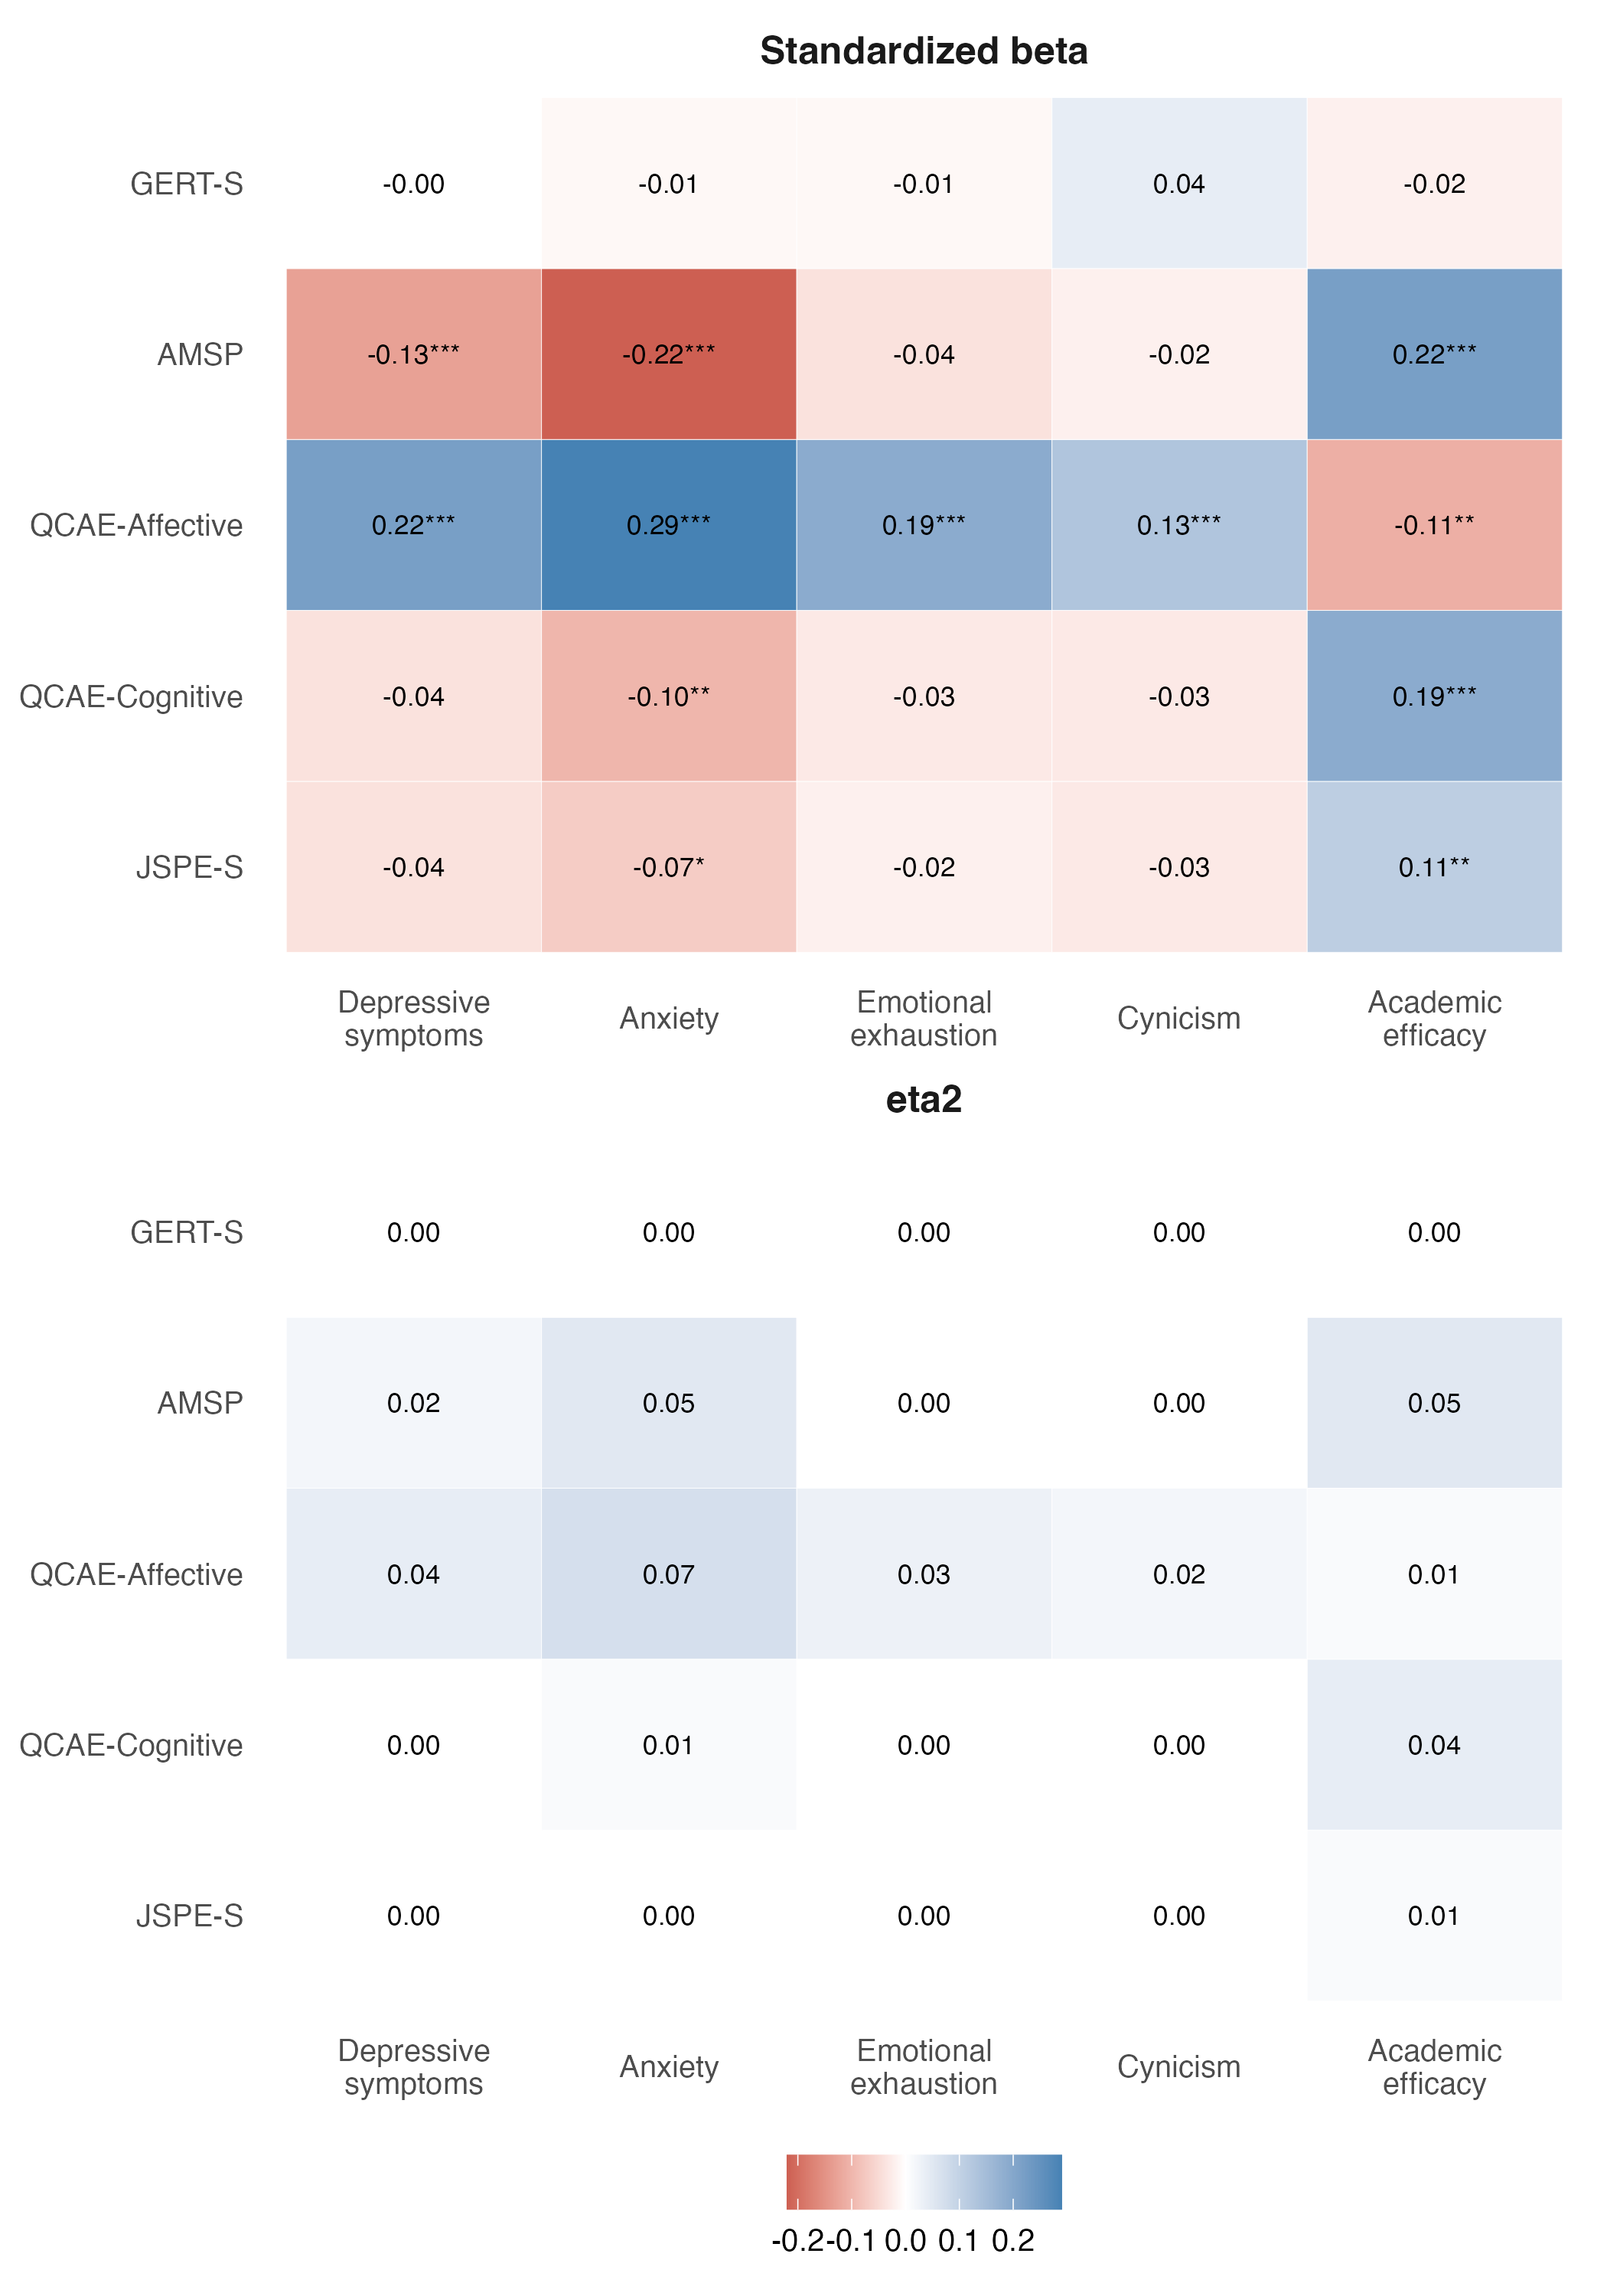 Standardized beta
GERT-S -0.00 -0.01 -0.01 0.04 -0.02
AMSP -0.13*** -0.22*** -0.04 -0.02 0.22***
QCAE-Affective 0.22*** 0.29*** 0.19*** 0.13*** -0.11**
QCAE-Cognitive -0.04 -0.10** -0.03 -0.03 0.19***
JSPE-S -0.04 -0.07* -0.02 -0.03 0.11**
Depressive symptoms Anxiety Emotional exhaustion Cynicism Academic efficacy
eta2
GERT-S 0.00 0.00 0.00 0.00 0.00
AMSP 0.02 0.05 0.00 0.00 0.05
QCAE-Affective 0.04 0.07 0.03 0.02 0.01
QCAE-Cognitive 0.00 0.01 0.00 0.00 0.04
JSPE-S 0.00 0.00 0.00 0.00 0.01
Depressive symptoms Anxiety Emotional exhaustion Cynicism Academic efficacy
-0.2 -0.1 0.0 0.1 0.2